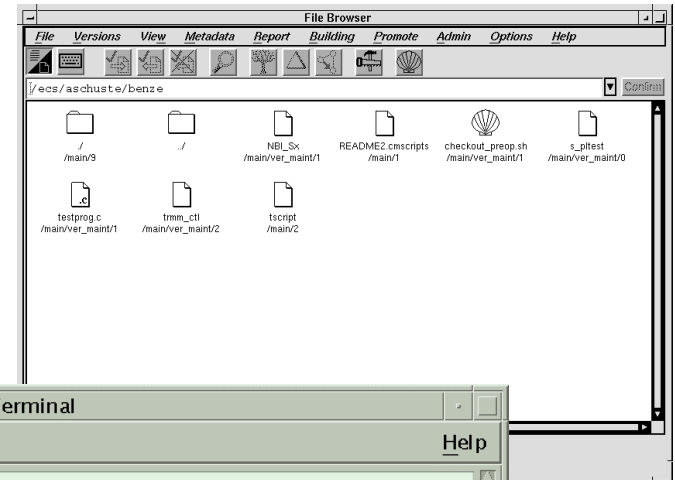 File Browser
File Versions View Metadata Report Building Promote Admin Options Help
/ecs/aschuste/benze
Confirm
./ ../ NBI_Sx README2.cmscripts checkout_preop.sh s_pltest
/main/9 /main/ver_maint/1 /main/1 /main/ver_maint/1 /main/ver_maint/0
.c
testprog.c trmm_ctl tscript
/main/ver_maint/1 /main/ver_maint/2 /main/2
Terminal
Help